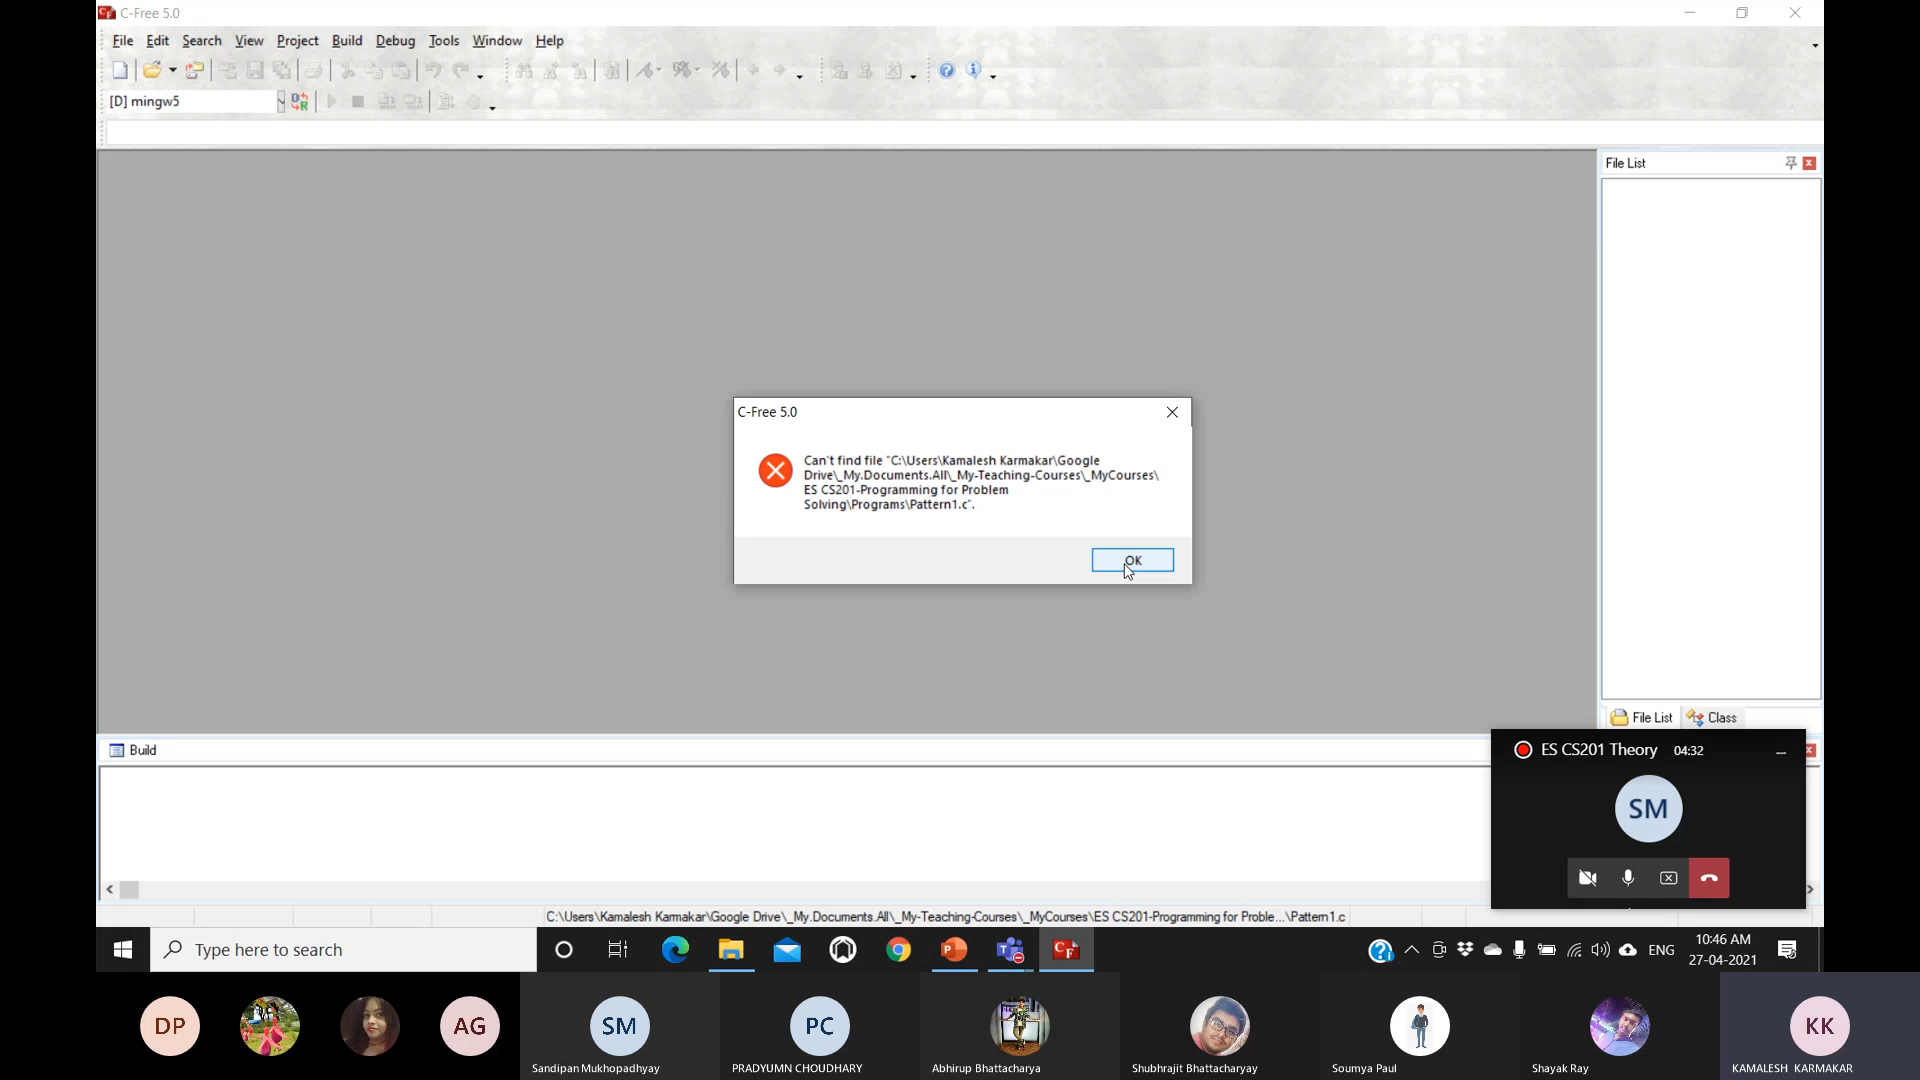 C-Free 5.0
File Edit Search View Project Build Debug Tools Window Help
[D] mingw5
File List
C-Free 5.0
Can't find file "C:\Users\Kamalesh Karmakar\Google
Drive\_My.Documents.All\_My-Teaching-Courses\_MyCourses\
ES CS201-Programming for Problem
Solving\Programs\Pattern1.c".
OK
File List Class
Build
ES CS201 Theory 04:32
SM
C:\Users\Kamalesh Karmakar\Google Drive\_My.Documents.All\_My-Teaching-Courses\_MyCourses\ES CS201-Programming for Proble...\Pattern1.c
Type here to search
ENG
10:46 AM
27-04-2021
DP
AG
SM
PC
KK
Sandipan Mukhopadhyay
PRADYUMN CHOUDHARY
Abhirup Bhattacharya
Shubhrajit Bhattacharyay
Soumya Paul
Shayak Ray
KAMALESH KARMAKAR